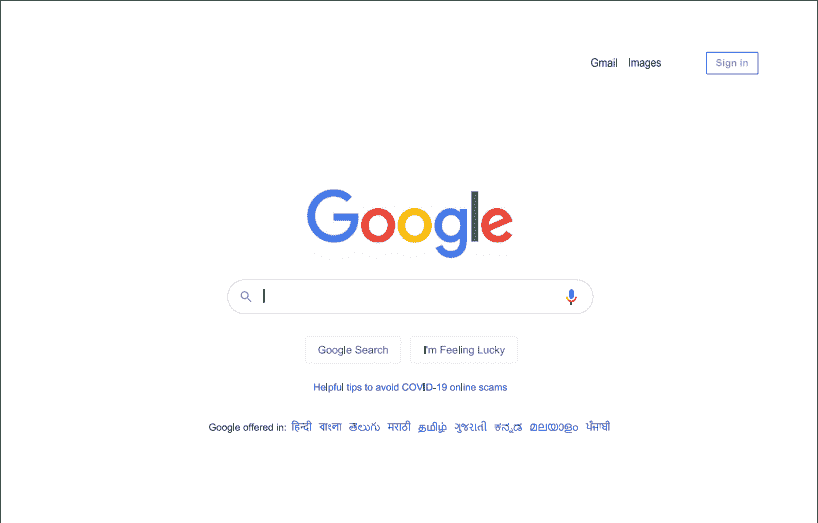 Gmail Images Sign in
Google
Google Search I'm Feeling Lucky
Helpful tips to avoid COVID-19 online scams
Google offered in: हिन्दी বাংলা తెలుగు मराठी தமிழ் ગુજરાતી ಕನ್ನಡ മലയാളം ਪੰਜਾਬੀ